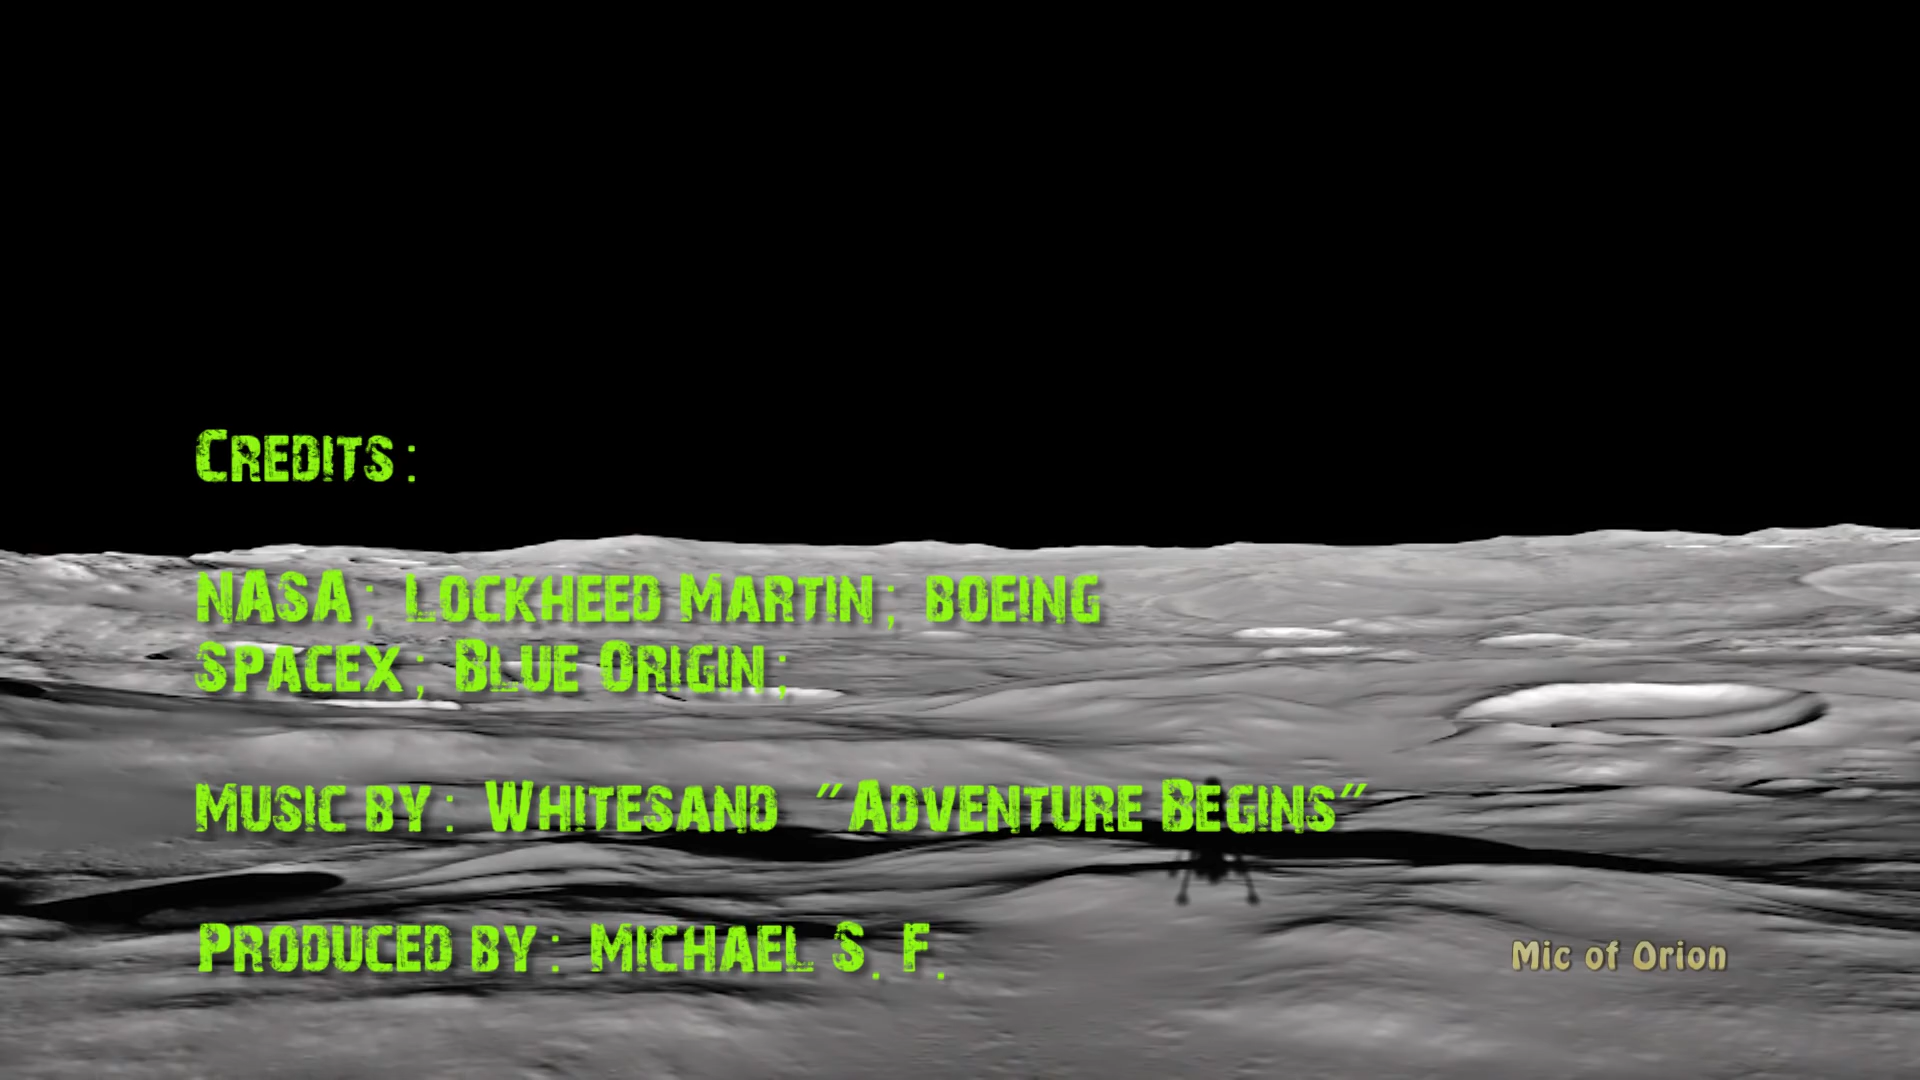 Credits:
NASA; Lockheed Martin; boeing
Spacex; Blue Origin;
Music by: Whitesand "Adventure Begins"
Produced by: michael S. F.
Mic of Orion